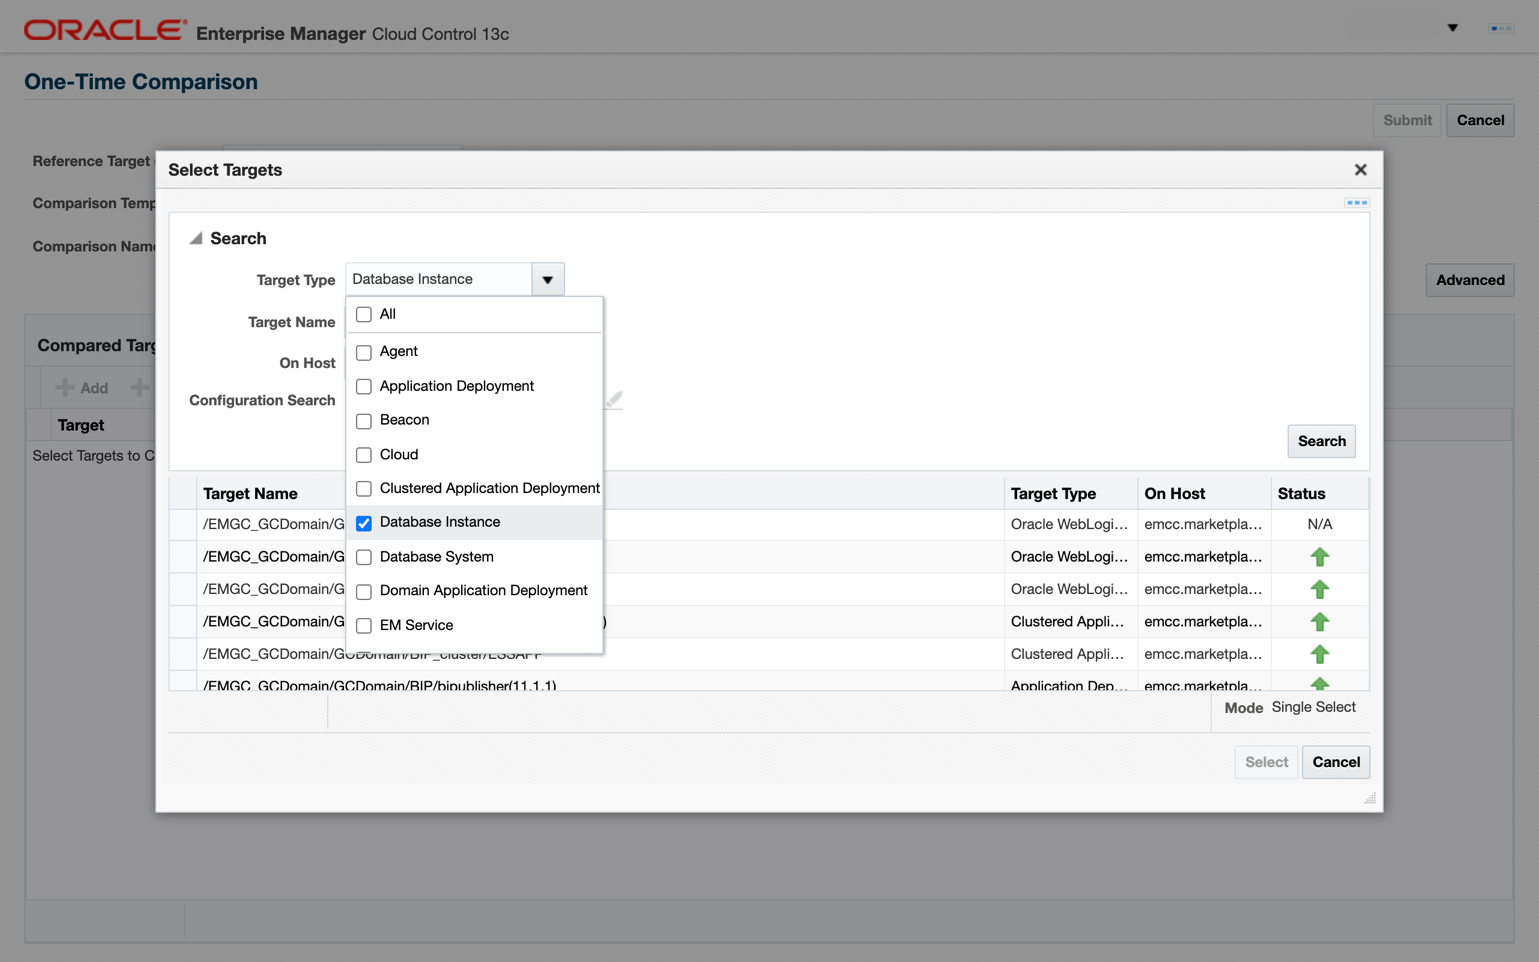 ORACLE® Enterprise Manager Cloud Control 13c
One-Time Comparison
Submit Cancel
Reference Target
Comparison Temp
Comparison Name
Advanced
Compared Targ
Add
Target
Select Targets to C
Select Targets
Search
Target Type Database Instance
Target Name
On Host
Configuration Search
All
Agent
Application Deployment
Beacon
Cloud
Clustered Application Deployment
Database Instance
Database System
Domain Application Deployment
EM Service
Search
Target Name Target Type On Host Status
/EMGC_GCDomain/G Oracle WebLogi... emcc.marketpla... N/A
/EMGC_GCDomain/G Oracle WebLogi... emcc.marketpla...
/EMGC_GCDomain/G Oracle WebLogi... emcc.marketpla...
/EMGC_GCDomain/G ) Clustered Appli... emcc.marketpla...
/EMGC_GCDomain/GCDomain/BIP_cluster/ESSAPP Clustered Appli... emcc.marketpla...
/EMGC_GCDomain/GCDomain/BIP/bipublisher(11.1.1) Application Dep... emcc.marketpla...
Mode Single Select
Select Cancel